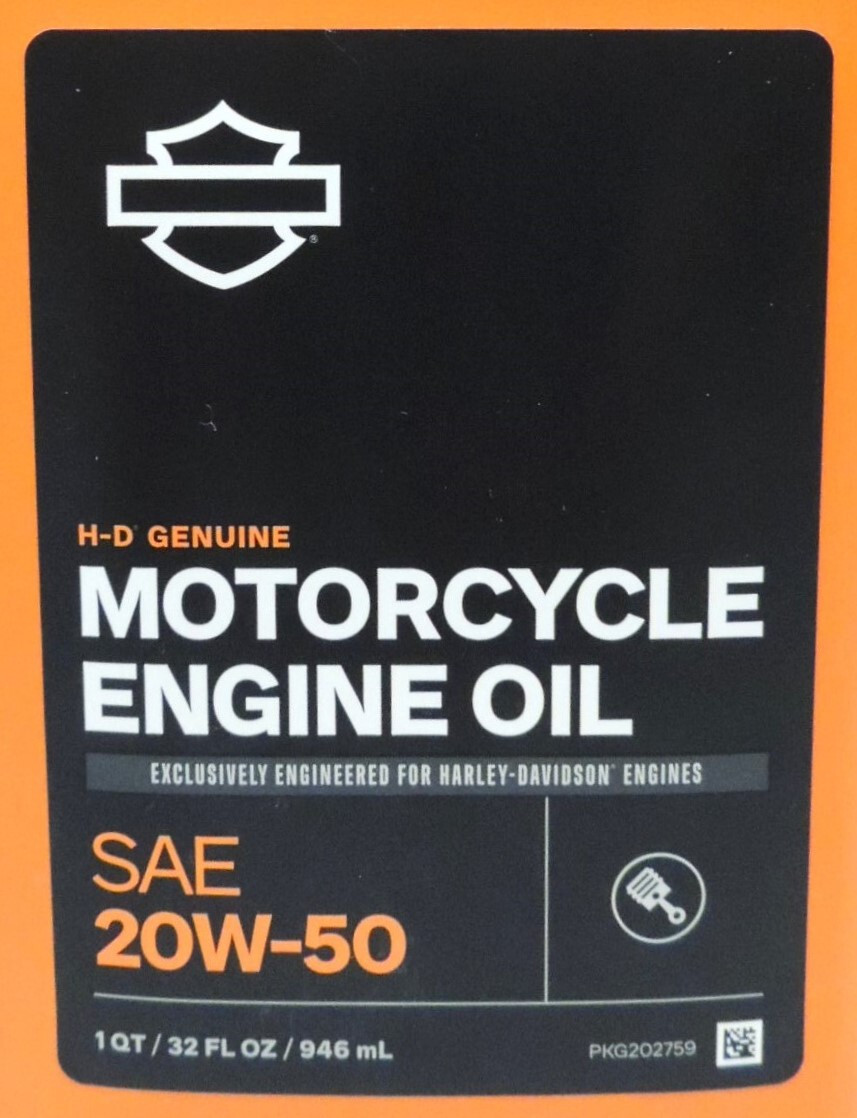 ®
H-D® GENUINE
MOTORCYCLE
ENGINE OIL
EXCLUSIVELY ENGINEERED FOR HARLEY-DAVIDSON® ENGINES
SAE
20W-50
1 QT / 32 FL OZ / 946 mL
PKG202759